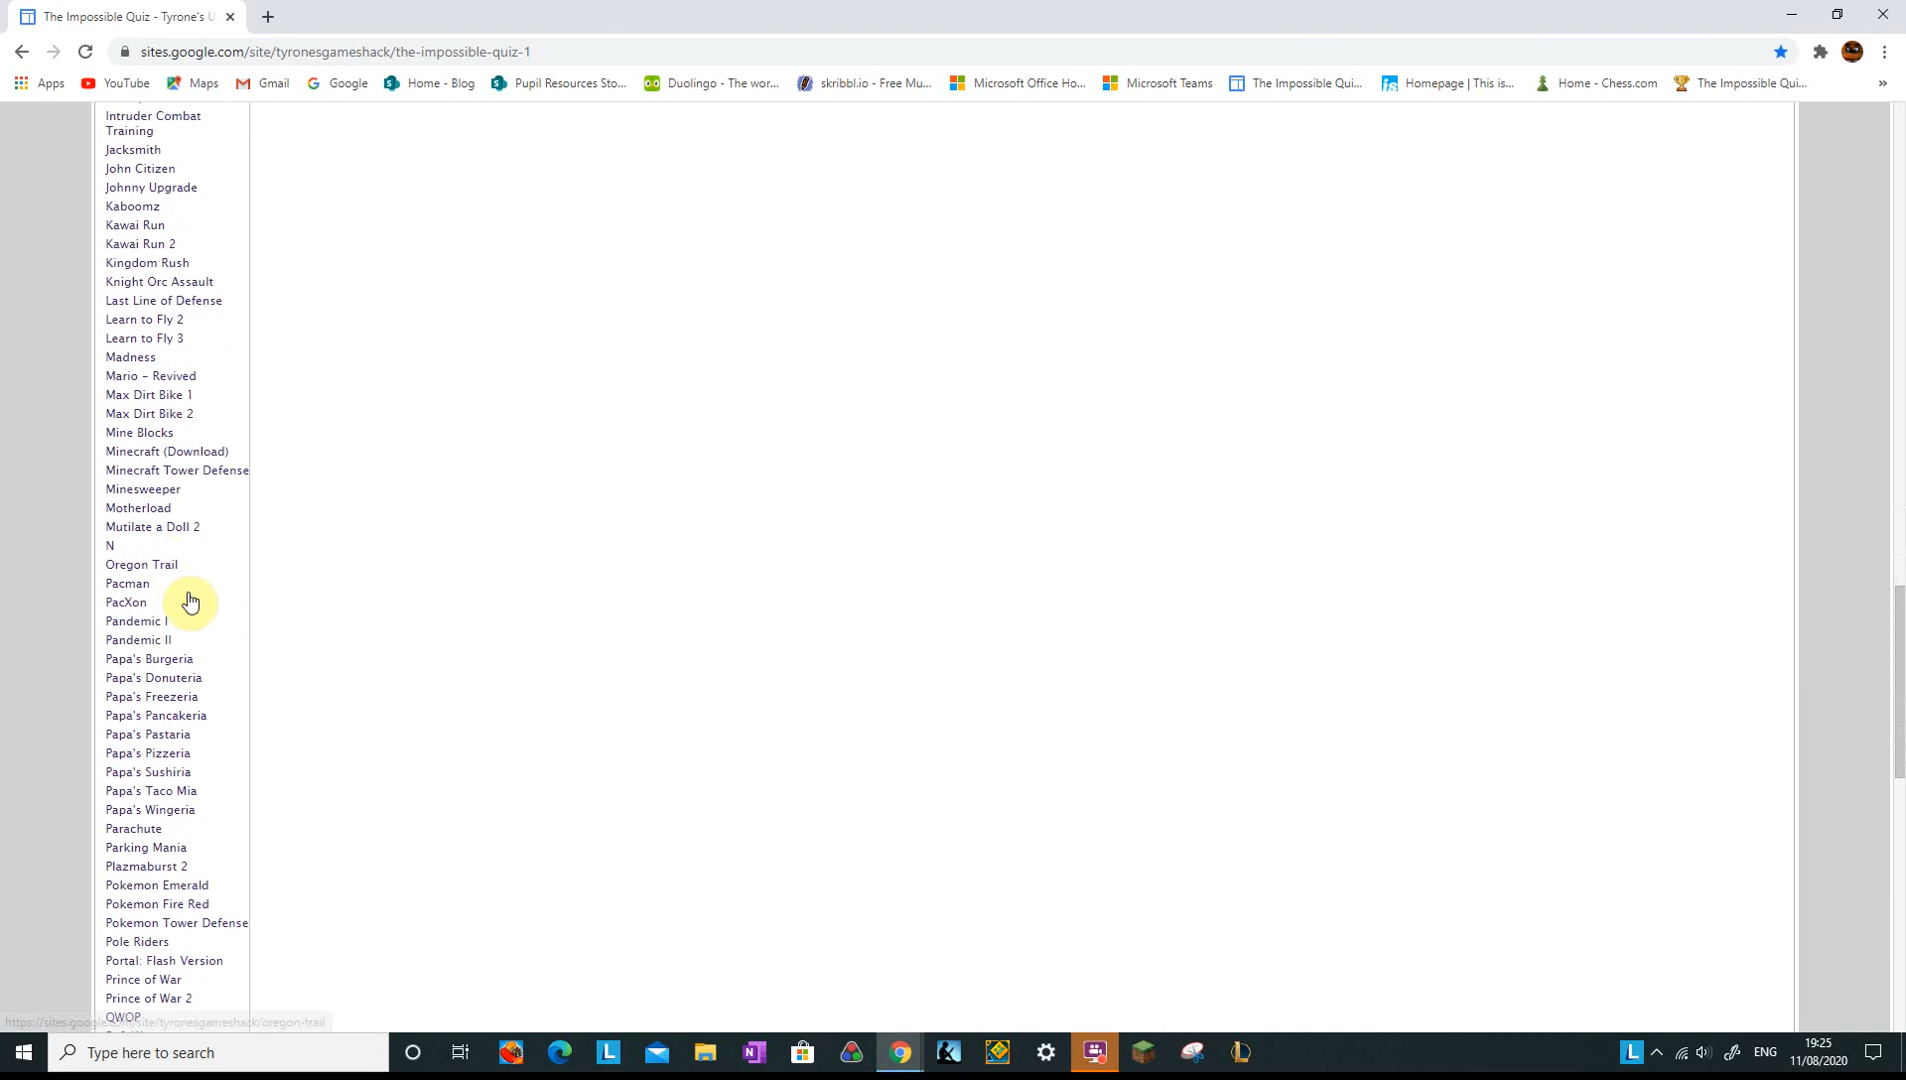 The Impossible Quiz - Tyrone's U
sites.google.com/site/tyronesgameshack/the-impossible-quiz-1
Apps
YouTube
Maps
Gmail
Google
Home - Blog
Pupil Resources Sto...
Duolingo - The wor...
skribbl.io - Free Mu...
Microsoft Office Ho...
Microsoft Teams
The Impossible Qui...
Homepage | This is...
Home - Chess.com
The Impossible Qui...
»
Intruder Combat
Training
Jacksmith
John Citizen
Johnny Upgrade
Kaboomz
Kawai Run
Kawai Run 2
Kingdom Rush
Knight Orc Assault
Last Line of Defense
Learn to Fly 2
Learn to Fly 3
Madness
Mario - Revived
Max Dirt Bike 1
Max Dirt Bike 2
Mine Blocks
Minecraft (Download)
Minecraft Tower Defense
Minesweeper
Motherload
Mutilate a Doll 2
N
Oregon Trail
Pacman
PacXon
Pandemic I
Pandemic II
Papa's Burgeria
Papa's Donuteria
Papa's Freezeria
Papa's Pancakeria
Papa's Pastaria
Papa's Pizzeria
Papa's Sushiria
Papa's Taco Mia
Papa's Wingeria
Parachute
Parking Mania
Plazmaburst 2
Pokemon Emerald
Pokemon Fire Red
Pokemon Tower Defense
Pole Riders
Portal: Flash Version
Prince of War
Prince of War 2
QWOP
https://sites.google.com/site/tyronesgameshack/oregon-trail
Type here to search
ENG
19:25
11/08/2020